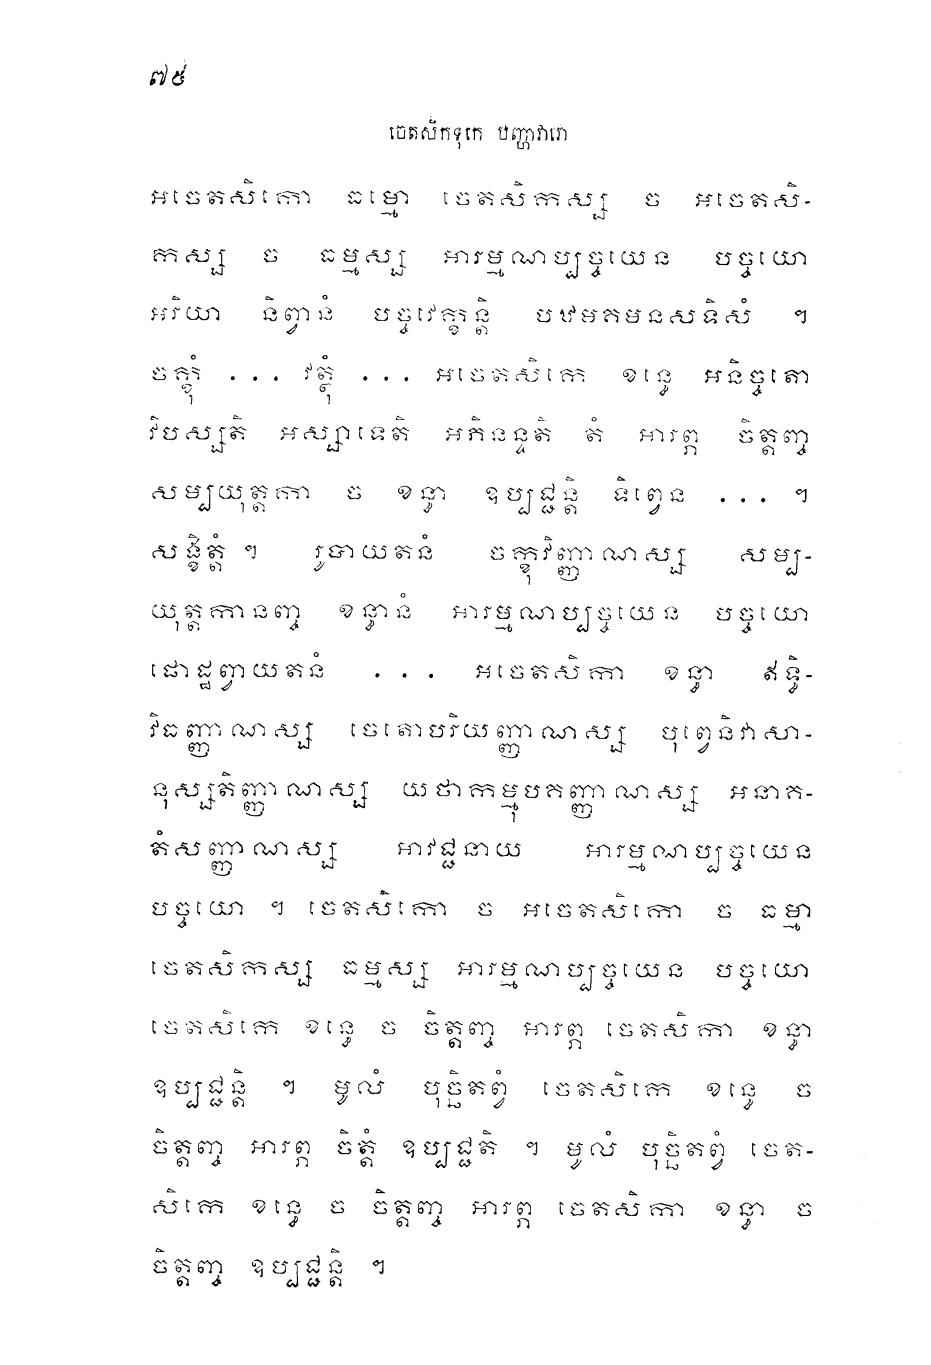 ៧៥
ចេតសិកទុកេ បញ្ហាវារោ
អចេតសិកោ ធម្មោ ចេតសិកស្ស ច អចេតសិ-
កស្ស ច ធម្មស្ស អារម្មណប្បច្ចយេន បច្ចយោ
អរិយា និព្វានំ បច្ចវេក្ខន្តិ បឋមគមនសទិសំ ។
ចក្ខុំ ... វត្ថុំ ... អចេតសិកេ ខន្ធេ អនិច្ចតោ
វិបស្សតិ អស្សាទេតិ អភិនន្ទតិ តំ អារព្ភ ចិត្តញ្ច
សម្បយុត្តកា ច ខន្ធា ឧប្បជ្ជន្តិ ទិព្វេន ... ។
សង្ខិត្តំ ។ រូបាយតនំ ចក្ខុវិញ្ញាណស្ស សម្ប-
យុត្តកានញ្ច ខន្ធានំ អារម្មណប្បច្ចយេន បច្ចយោ
ផោដ្ឋព្វាយតនំ ... អចេតសិកា ខន្ធា ឥទ្ធិ-
វិធញ្ញាណស្ស ចេតោបរិយញ្ញាណស្ស បុព្វេនិវាសា-
នុស្សតិញ្ញាណស្ស យថាកម្មុបគញ្ញាណស្ស អនាគ-
តំសញ្ញាណស្ស អាវជ្ជនាយ អារម្មណប្បច្ចយេន
បច្ចយោ ។ ចេតសិកោ ច អចេតសិកោ ច ធម្មា
ចេតសិកស្ស ធម្មស្ស អារម្មណប្បច្ចយេន បច្ចយោ
ចេតសិកេ ខន្ធេ ច ចិត្តញ្ច អារព្ភ ចេតសិកា ខន្ធា
ឧប្បជ្ជន្តិ ។ មូលំ បុច្ឆិតព្វំ ចេតសិកេ ខន្ធេ ច
ចិត្តញ្ច អារព្ភ ចិត្តំ ឧប្បជ្ជតិ ។ មូលំ បុច្ឆិតព្វំ ចេត-
សិកេ ខន្ធេ ច ចិត្តញ្ច អារព្ភ ចេតសិកា ខន្ធា ច
ចិត្តញ្ច ឧប្បជ្ជន្តិ ។